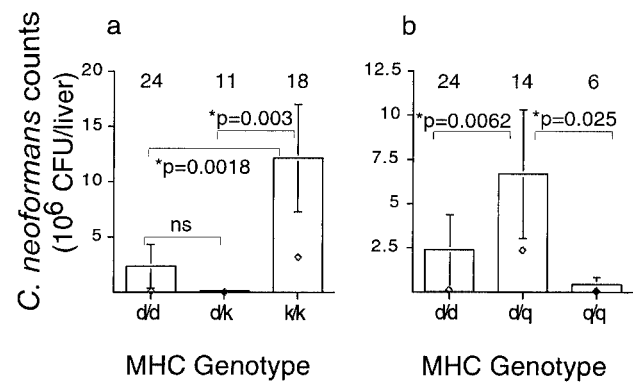 a
C. neoformans counts
(10⁶ CFU/liver)
20
15
10
5
24
11
18
*p=0.003
*p=0.0018
ns
d/d
d/k
k/k
MHC Genotype
b
12.5
10
7.5
5
2.5
24
14
6
*p=0.0062
*p=0.025
d/d
d/q
q/q
MHC Genotype